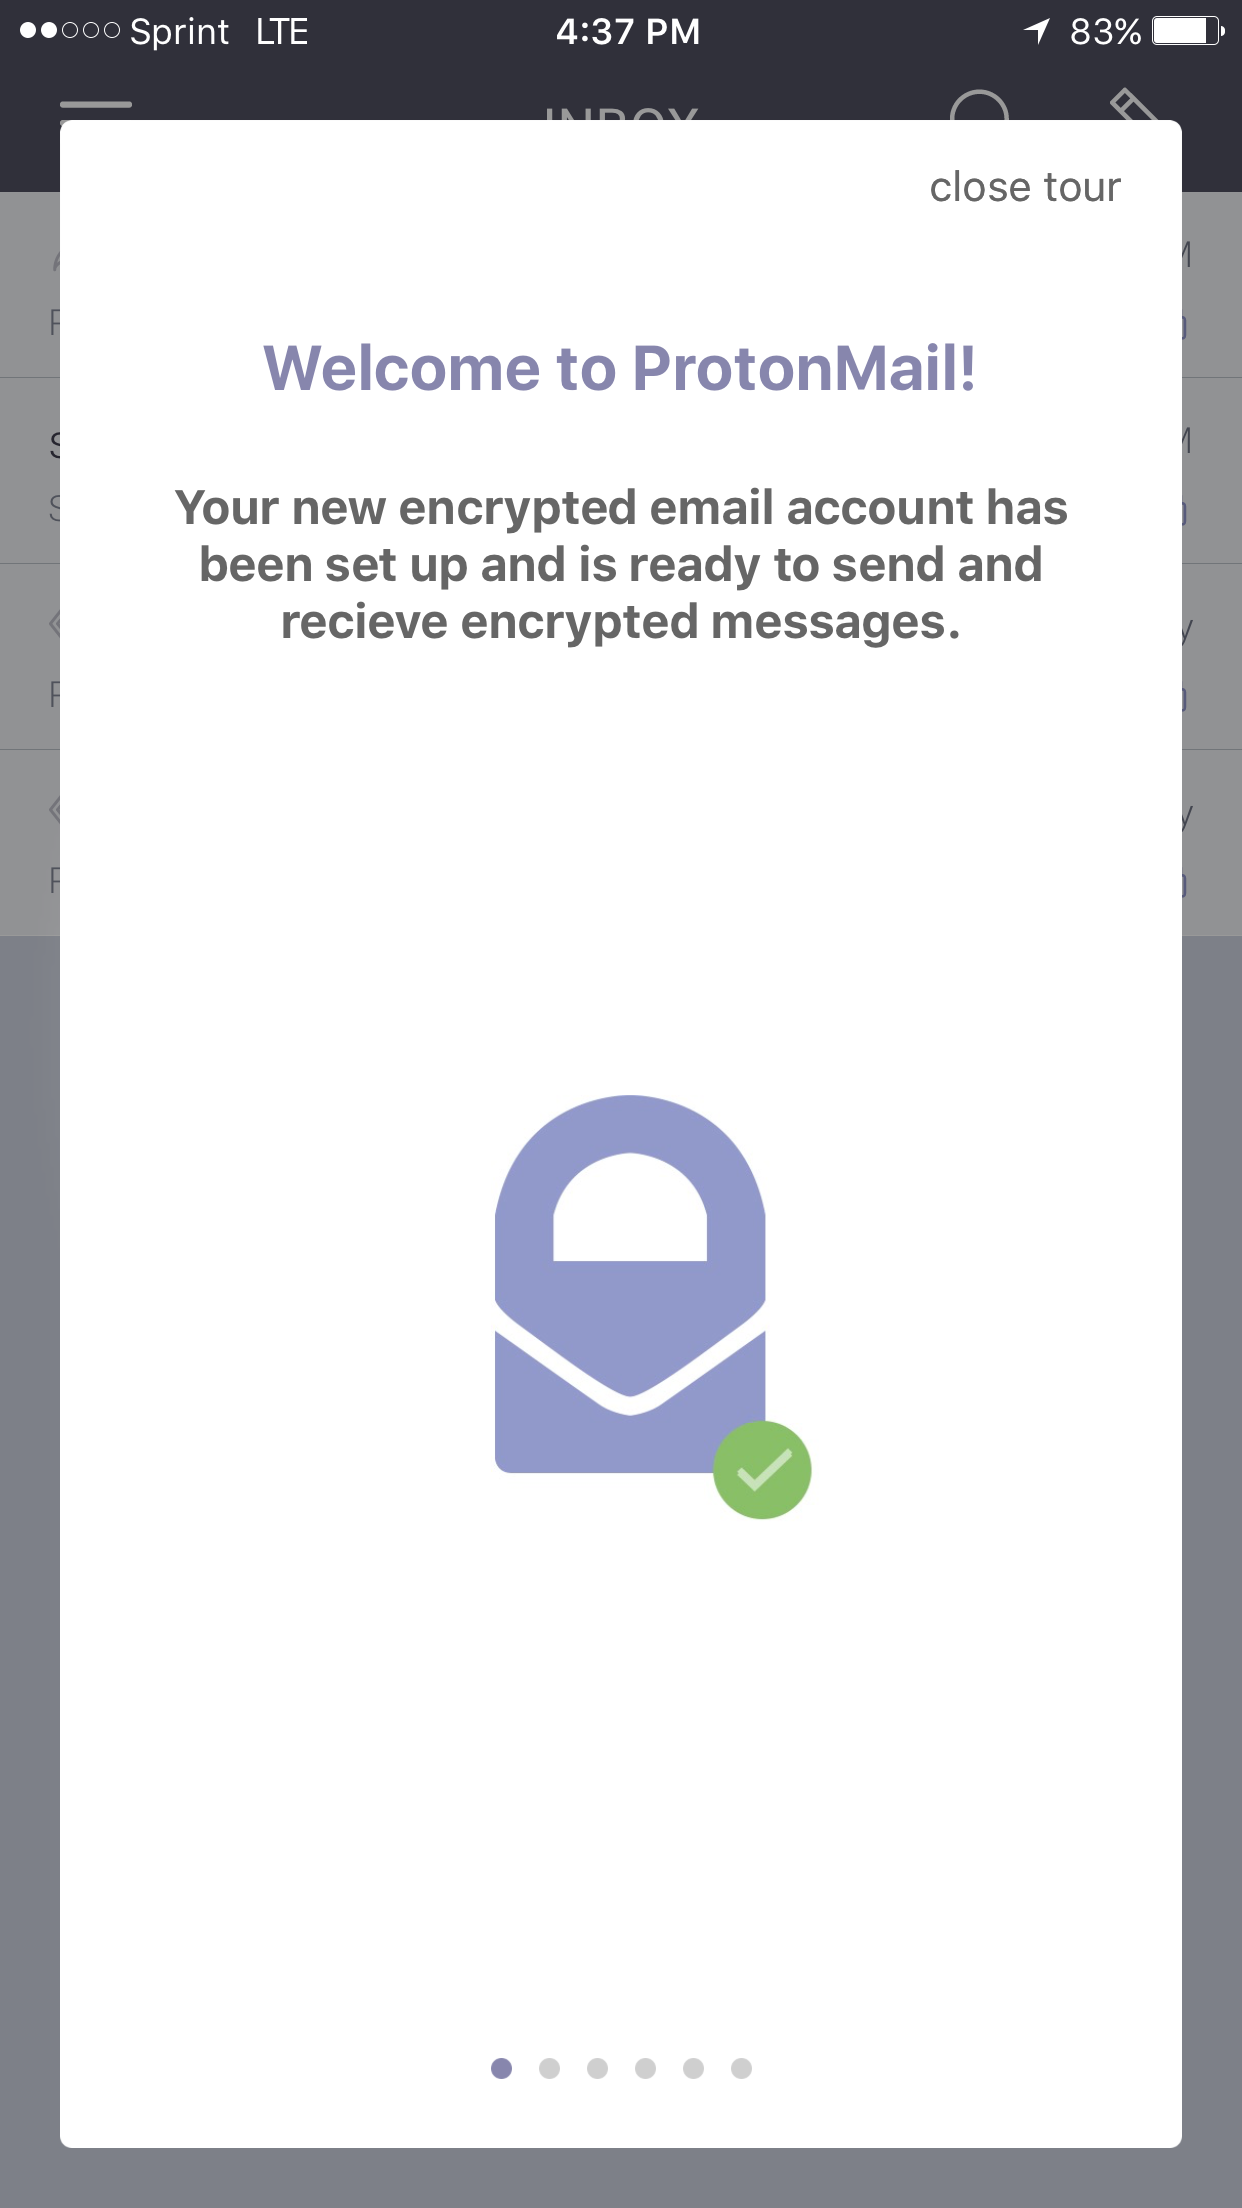 Sprint LTE 4:37 PM 83%
INBOX
close tour
Welcome to ProtonMail!
Your new encrypted email account has
been set up and is ready to send and
recieve encrypted messages.